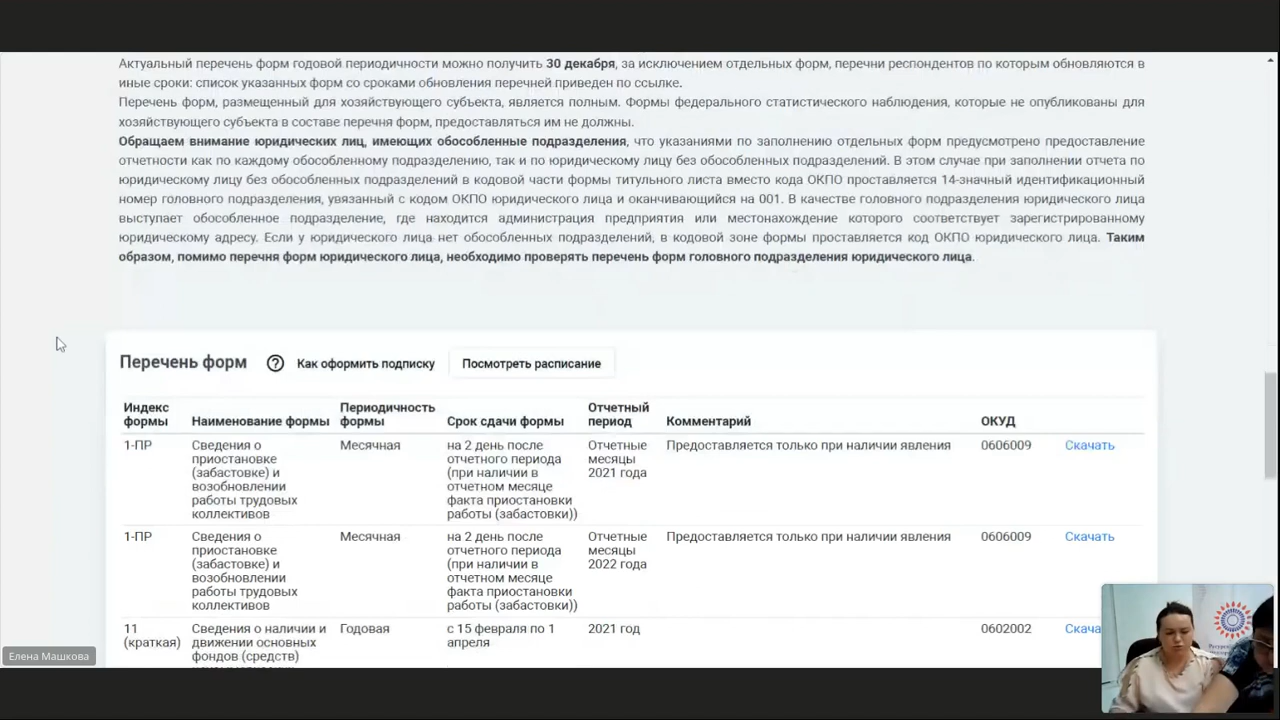 Актуальный перечень форм годовой периодичности можно получить 30 декабря, за исключением отдельных форм, перечни респондентов по которым обновляются в
иные сроки: список указанных форм со сроками обновления перечней приведен по ссылке.
Перечень форм, размещенный для хозяйствующего субъекта, является полным. Формы федерального статистического наблюдения, которые не опубликованы для
хозяйствующего субъекта в составе перечня форм, предоставляться им не должны.
Обращаем внимание юридических лиц, имеющих обособленные подразделения, что указаниями по заполнению отдельных форм предусмотрено предоставление
отчетности как по каждому обособленному подразделению, так и по юридическому лицу без обособленных подразделений. В этом случае при заполнении отчета по
юридическому лицу без обособленных подразделений в кодовой части формы титульного листа вместо кода ОКПО проставляется 14-значный идентификационный
номер головного подразделения, увязанный с кодом ОКПО юридического лица и оканчивающийся на 001. В качестве головного подразделения юридического лица
выступает обособленное подразделение, где находится администрация предприятия или местонахождение которого соответствует зарегистрированному
юридическому адресу. Если у юридического лица нет обособленных подразделений, в кодовой зоне формы проставляется код ОКПО юридического лица. Таким
образом, помимо перечня форм юридического лица, необходимо проверять перечень форм головного подразделения юридического лица.
Перечень форм ? Как оформить подписку Посмотреть расписание
Индекс формы Наименование формы Периодичность формы Срок сдачи формы Отчетный период Комментарий ОКУД
1-ПР Сведения о Месячная на 2 день после Отчетные Предоставляется только при наличии явления 0606009 Скачать
приостановке отчетного периода месяцы
(забастовке) и (при наличии в 2021 года
возобновлении отчетном месяце
работы трудовых факта приостановки
коллективов работы (забастовки))
1-ПР Сведения о Месячная на 2 день после Отчетные Предоставляется только при наличии явления 0606009 Скачать
приостановке отчетного периода месяцы
(забастовке) и (при наличии в 2022 года
возобновлении отчетном месяце
работы трудовых факта приостановки
коллективов работы (забастовки))
11 Сведения о наличии и Годовая с 15 февраля по 1 2021 год 0602002 Скача
(краткая) движении основных апреля
фондов (средств)
Елена Машкова